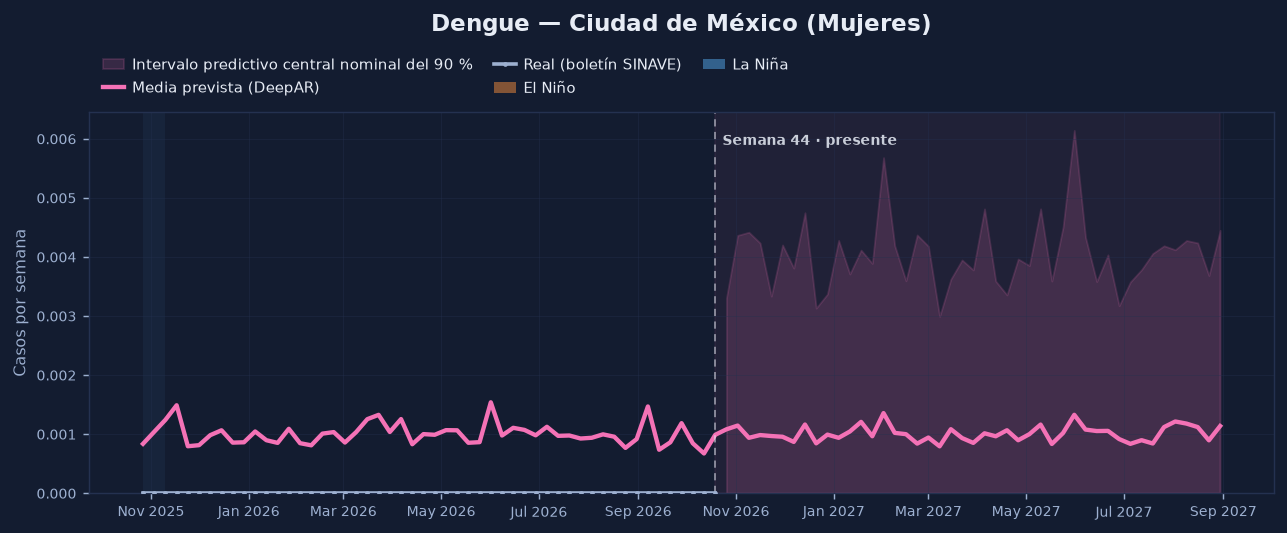 Dengue — Ciudad de México (Mujeres)
Intervalo predictivo central nominal del 90 %
Real (boletín SINAVE)
La Niña
Media prevista (DeepAR)
El Niño
Semana 44 · presente
Casos por semana
0.006
0.005
0.004
0.003
0.002
0.001
0.000
Nov 2025 Jan 2026 Mar 2026 May 2026 Jul 2026 Sep 2026 Nov 2026 Jan 2027 Mar 2027 May 2027 Jul 2027 Sep 2027